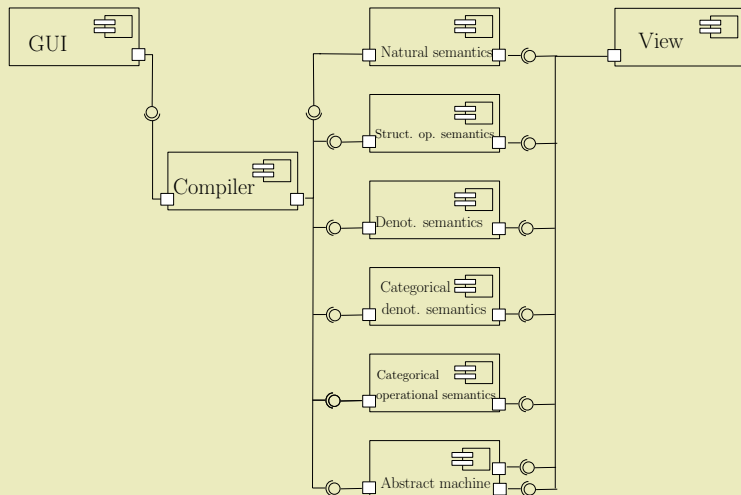 GUI
Natural semantics
View
Struct. op. semantics
Compiler
Denot. semantics
Categorical
denot. semantics
Categorical
operational semantics
Abstract machine